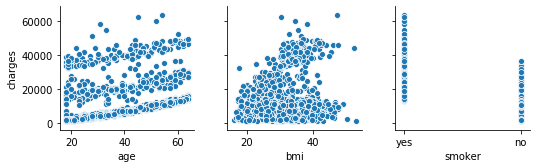 60000
40000
20000
0
charges
20 40 60
age
20 40
bmi
yes no
smoker